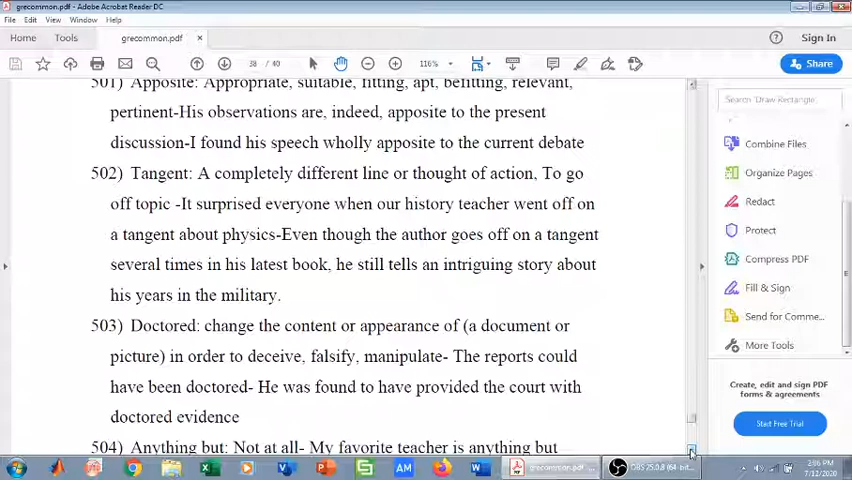 grecommon.pdf - Adobe Acrobat Reader DC
File Edit View Window Help
Home Tools grecommon.pdf × Sign In
38 / 40 116% Share
501) Apposite: Appropriate, suitable, fitting, apt, befitting, relevant,
pertinent-His observations are, indeed, apposite to the present
discussion-I found his speech wholly apposite to the current debate
502) Tangent: A completely different line or thought of action, To go
off topic -It surprised everyone when our history teacher went off on
a tangent about physics-Even though the author goes off on a tangent
several times in his latest book, he still tells an intriguing story about
his years in the military.
503) Doctored: change the content or appearance of (a document or
picture) in order to deceive, falsify, manipulate- The reports could
have been doctored- He was found to have provided the court with
doctored evidence
504) Anything but: Not at all- My favorite teacher is anything but
Search 'Draw Rectangle'
Combine Files
Organize Pages
Redact
Protect
Compress PDF
Fill & Sign
Send for Comme...
More Tools
Create, edit and sign PDF
forms & agreements
Start Free Trial
grecommon.pdf - ... OBS 25.0.8 (64-bit...
2:06 PM
7/12/2020